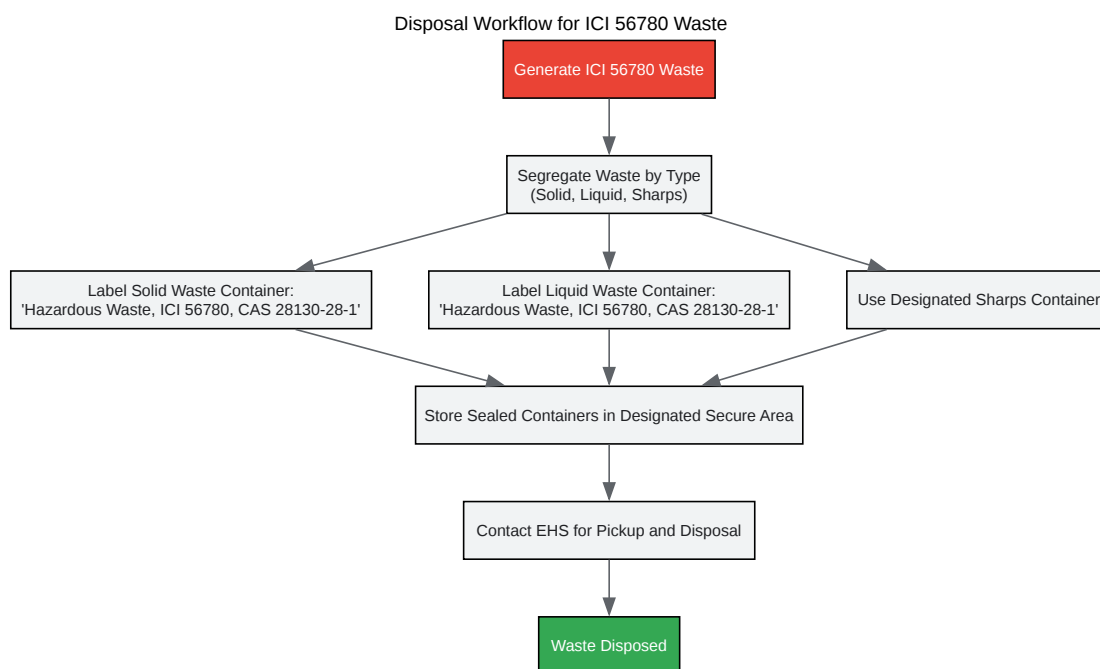 Disposal Workflow for ICI 56780 Waste
Generate ICI 56780 Waste
Segregate Waste by Type
(Solid, Liquid, Sharps)
Label Solid Waste Container:
'Hazardous Waste, ICI 56780, CAS 28130-28-1'
Label Liquid Waste Container:
'Hazardous Waste, ICI 56780, CAS 28130-28-1'
Use Designated Sharps Container
Store Sealed Containers in Designated Secure Area
Contact EHS for Pickup and Disposal
Waste Disposed